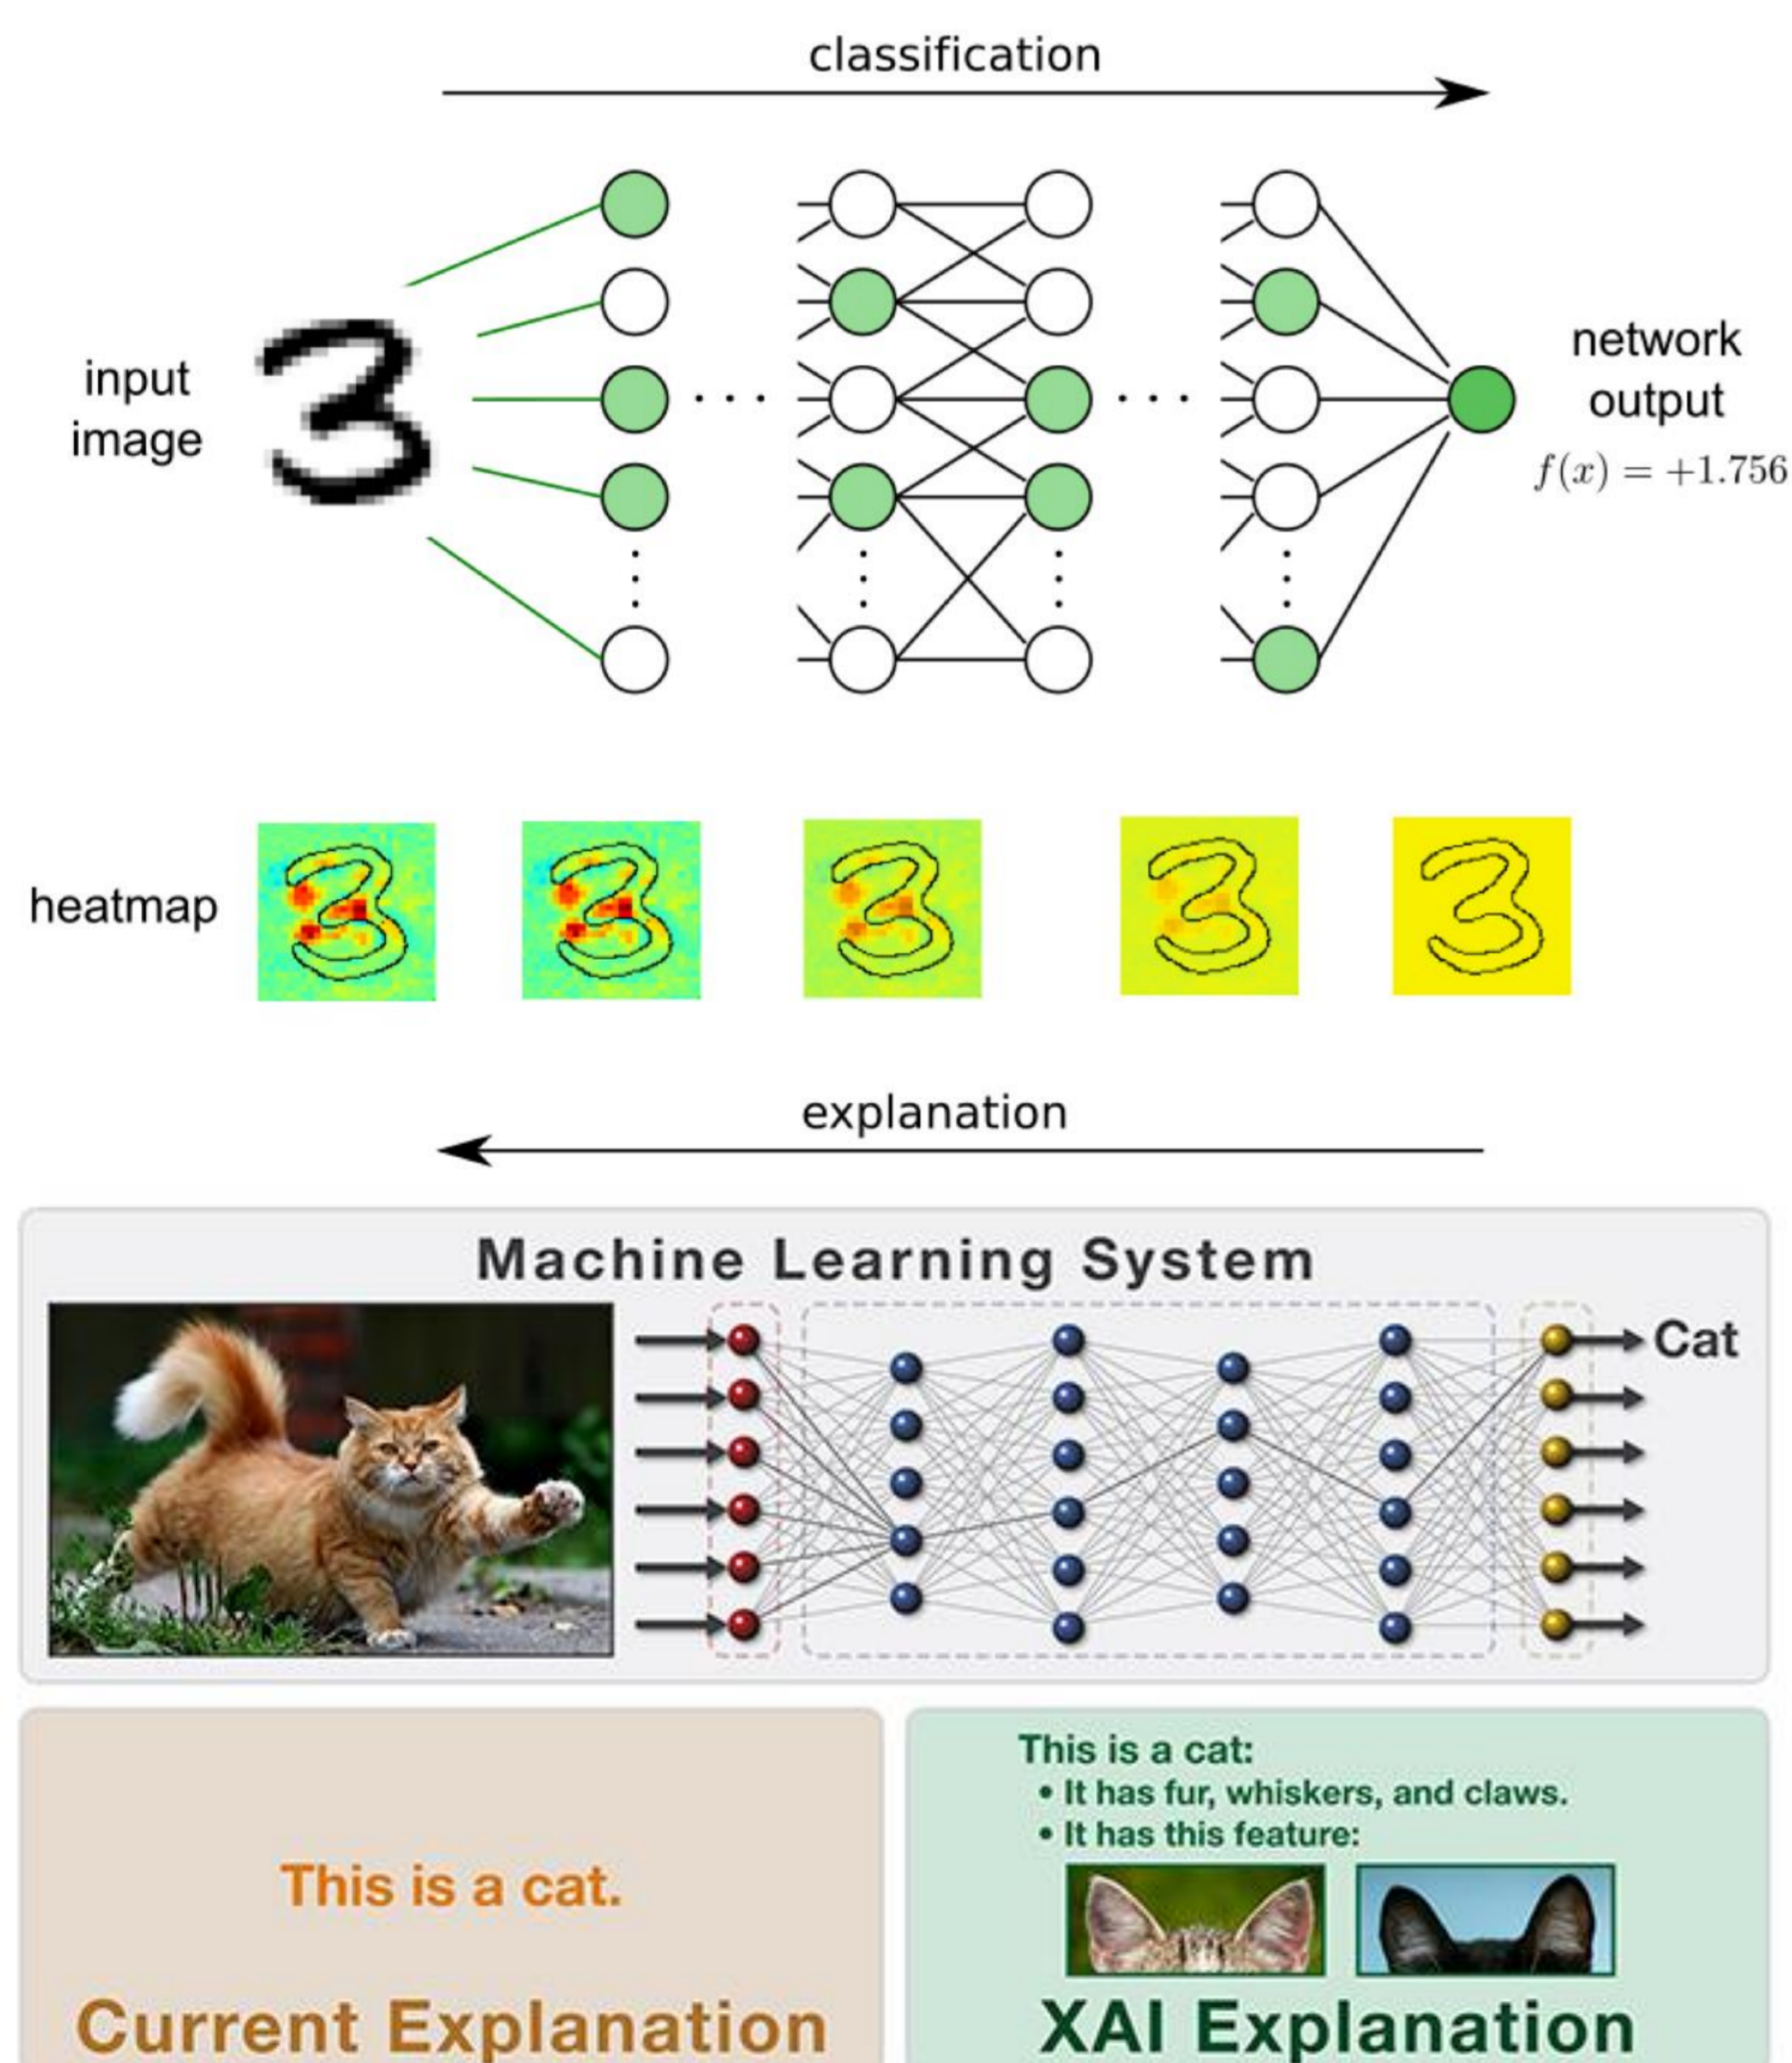 classification
input
image
network
output
f(x) = +1.756
heatmap
explanation
Machine Learning System
Cat
This is a cat.
Current Explanation
This is a cat:
• It has fur, whiskers, and claws.
• It has this feature:
XAI Explanation